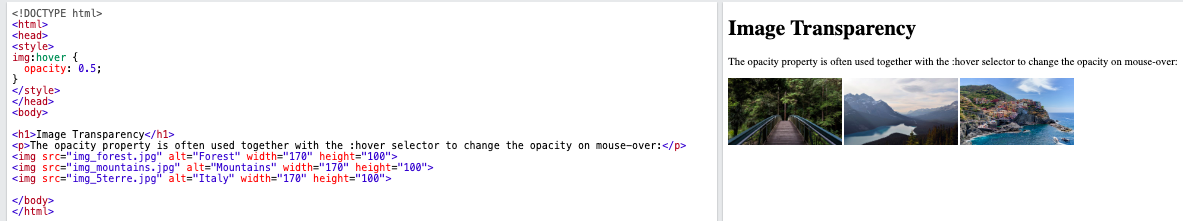 <!DOCTYPE html>
<html>
<head>
<style>
img:hover {
  opacity: 0.5;
}
</style>
</head>
<body>

<h1>Image Transparency</h1>
<p>The opacity property is often used together with the :hover selector to change the opacity on mouse-over:</p>
<img src="img_forest.jpg" alt="Forest" width="170" height="100">
<img src="img_mountains.jpg" alt="Mountains" width="170" height="100">
<img src="img_5terre.jpg" alt="Italy" width="170" height="100">

</body>
</html>
Image Transparency
The opacity property is often used together with the :hover selector to change the opacity on mouse-over: